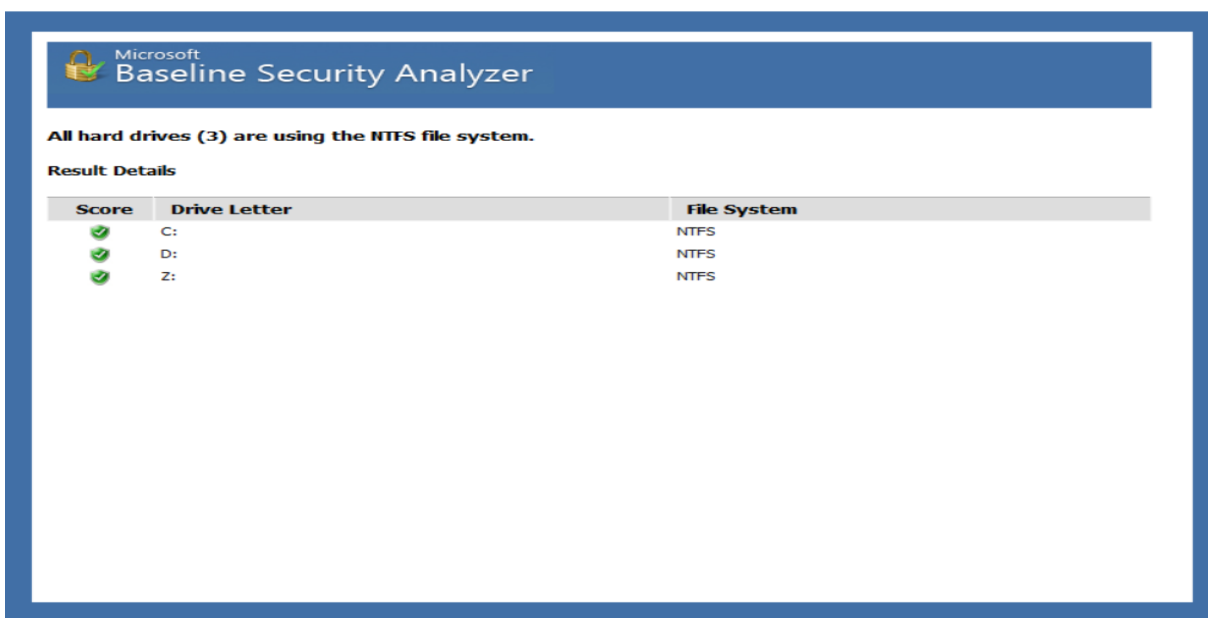 Microsoft
Baseline Security Analyzer
All hard drives (3) are using the NTFS file system.
Result Details
Score Drive Letter File System
C: NTFS
D: NTFS
Z: NTFS